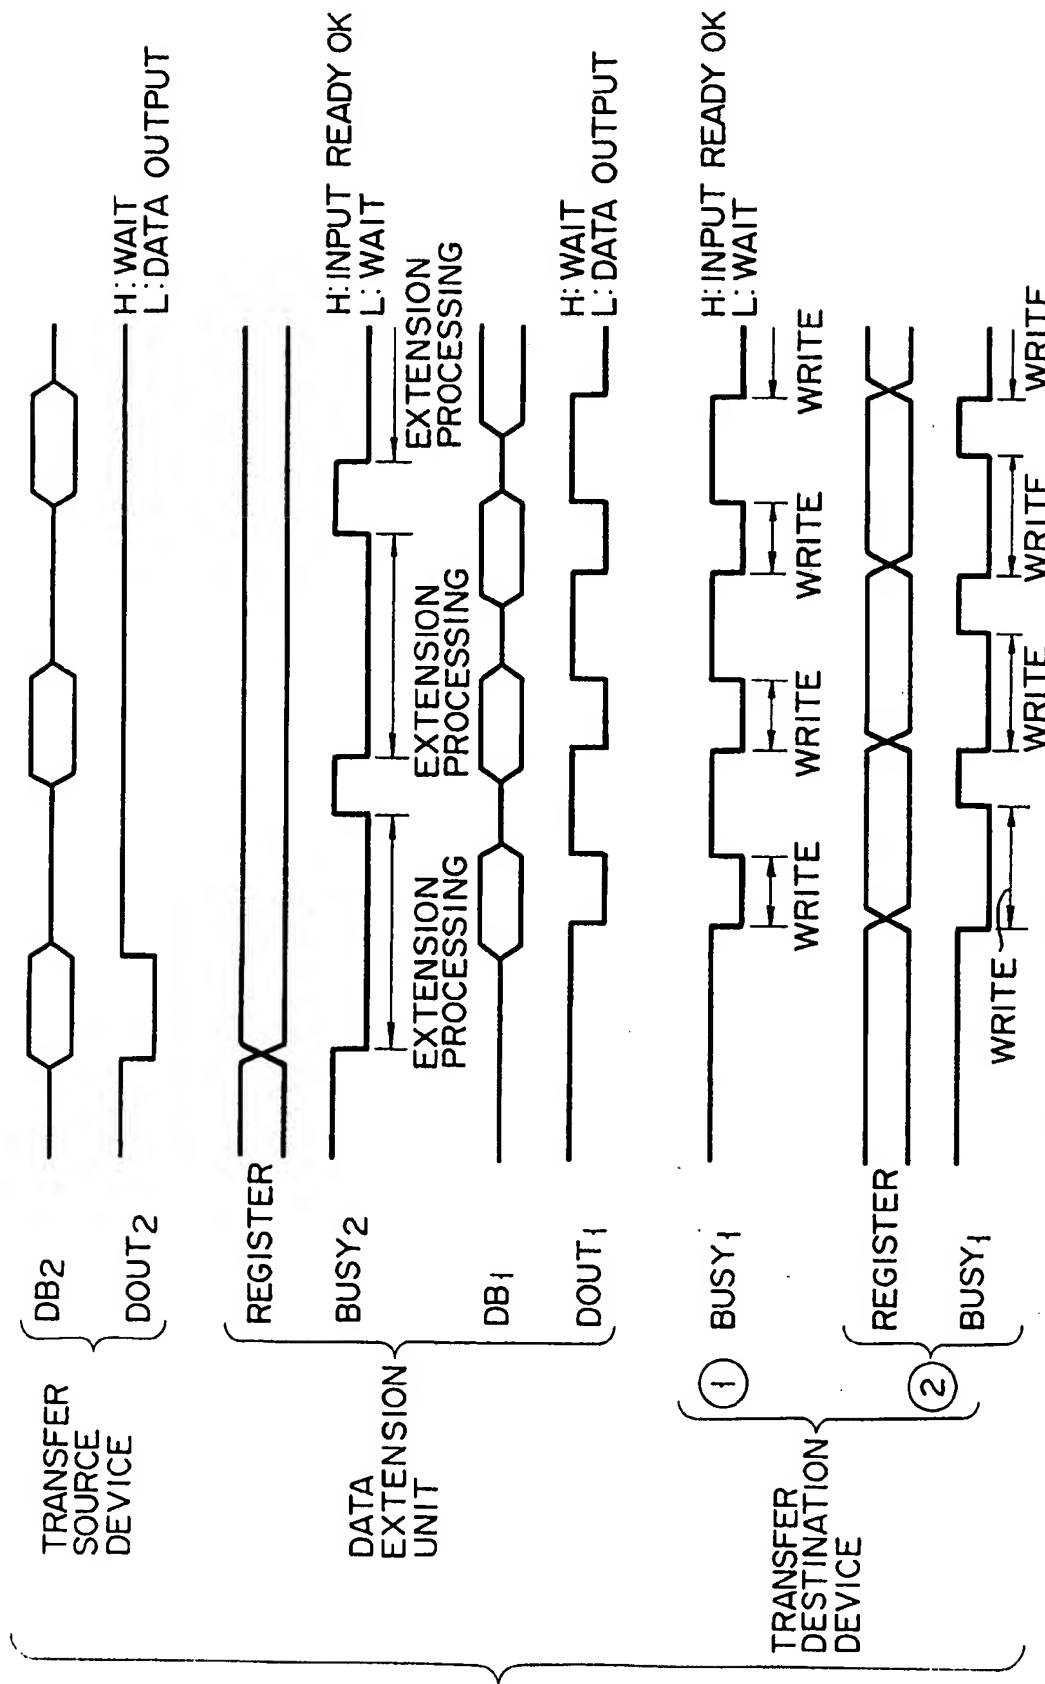 TRANSFER
SOURCE
DEVICE
DB2
DOUT2
H:WAIT
L:DATA OUTPUT
DATA
EXTENSION
UNIT
REGISTER
BUSY2
H:INPUT READY OK
L:WAIT
EXTENSION
PROCESSING
EXTENSION
PROCESSING
EXTENSION
PROCESSING
DB1
DOUT1
H:WAIT
L:DATA OUTPUT
TRANSFER
DESTINATION
DEVICE
1
BUSY1
H:INPUT READY OK
L:WAIT
WRITE
WRITE
WRITE
WRITE
2
REGISTER
BUSY1
WRITE
WRITE
WRITE
WRITE